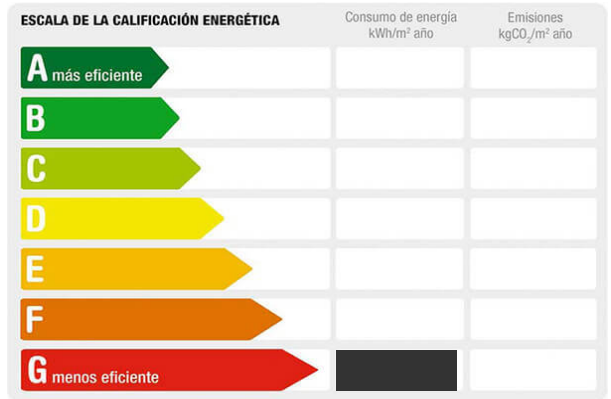 ESCALA DE LA CALIFICACIÓN ENERGÉTICA
Consumo de energía
kWh/m² año
Emisiones
kgCO₂/m² año
A más eficiente
B
C
D
E
F
G menos eficiente